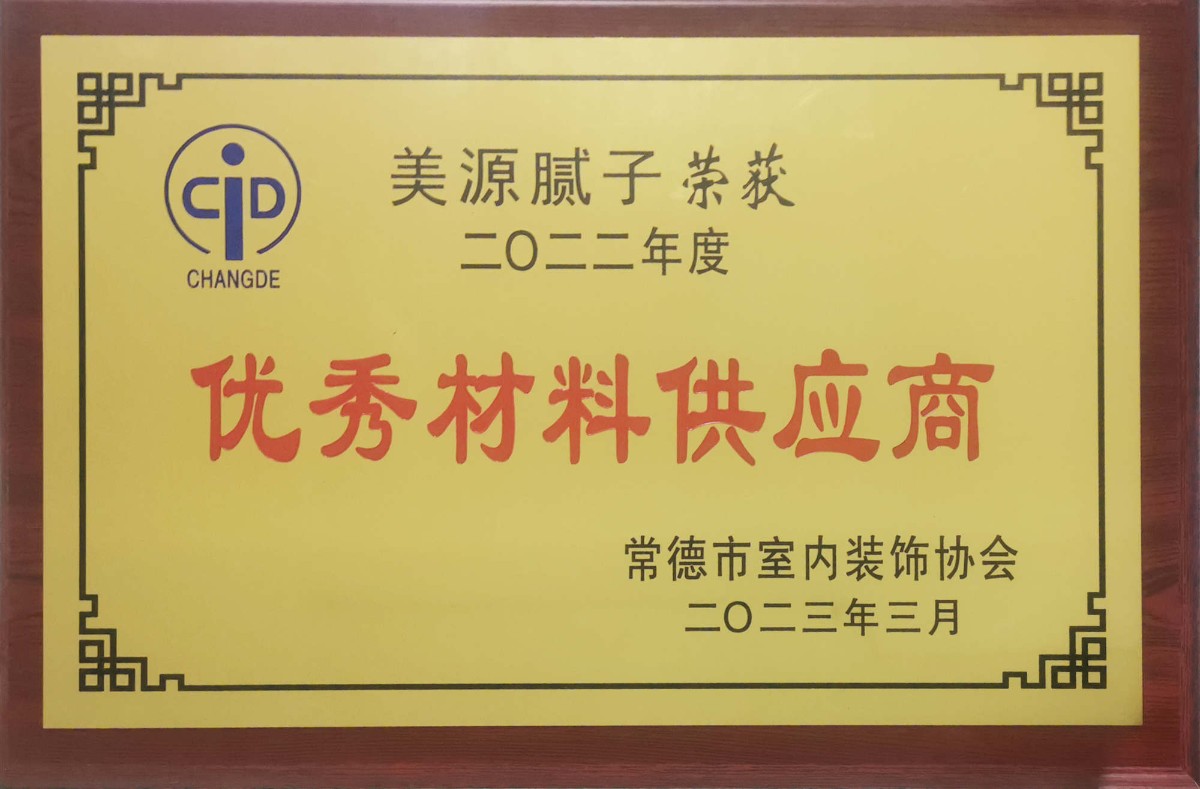 CID
CHANGDE
美源腻子荣获
二〇二二年度
优秀材料供应商
常德市室内装饰协会
二〇二三年三月